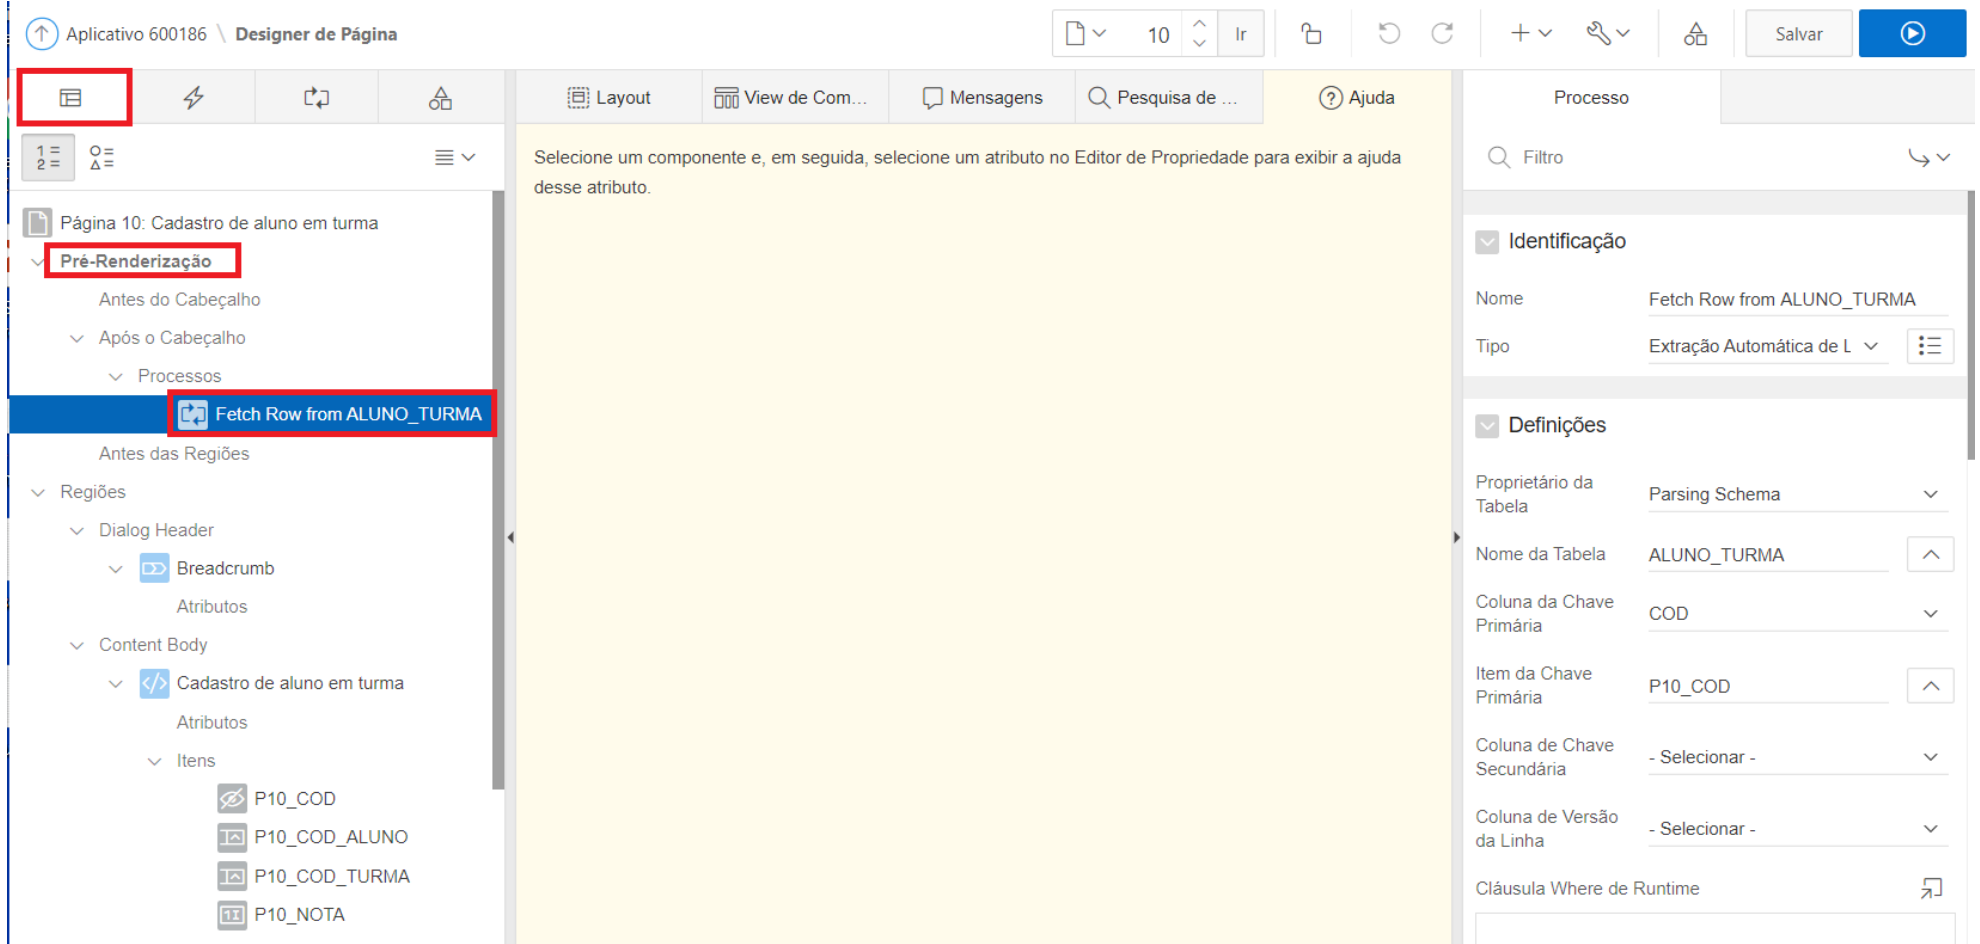 Aplicativo 600186 \ Designer de Página
10
Ir
Salvar
Layout
View de Com...
Mensagens
Pesquisa de ...
Ajuda
Processo
Selecione um componente e, em seguida, selecione um atributo no Editor de Propriedade para exibir a ajuda
desse atributo.
Filtro
Página 10: Cadastro de aluno em turma
Pré-Renderização
Antes do Cabeçalho
Após o Cabeçalho
Processos
Fetch Row from ALUNO_TURMA
Antes das Regiões
Regiões
Dialog Header
Breadcrumb
Atributos
Content Body
Cadastro de aluno em turma
Atributos
Itens
P10_COD
P10_COD_ALUNO
P10_COD_TURMA
P10_NOTA
Identificação
Nome
Fetch Row from ALUNO_TURMA
Tipo
Extração Automática de L
Definições
Proprietário da
Tabela
Parsing Schema
Nome da Tabela
ALUNO_TURMA
Coluna da Chave
Primária
COD
Item da Chave
Primária
P10_COD
Coluna de Chave
Secundária
- Selecionar -
Coluna de Versão
da Linha
- Selecionar -
Cláusula Where de Runtime